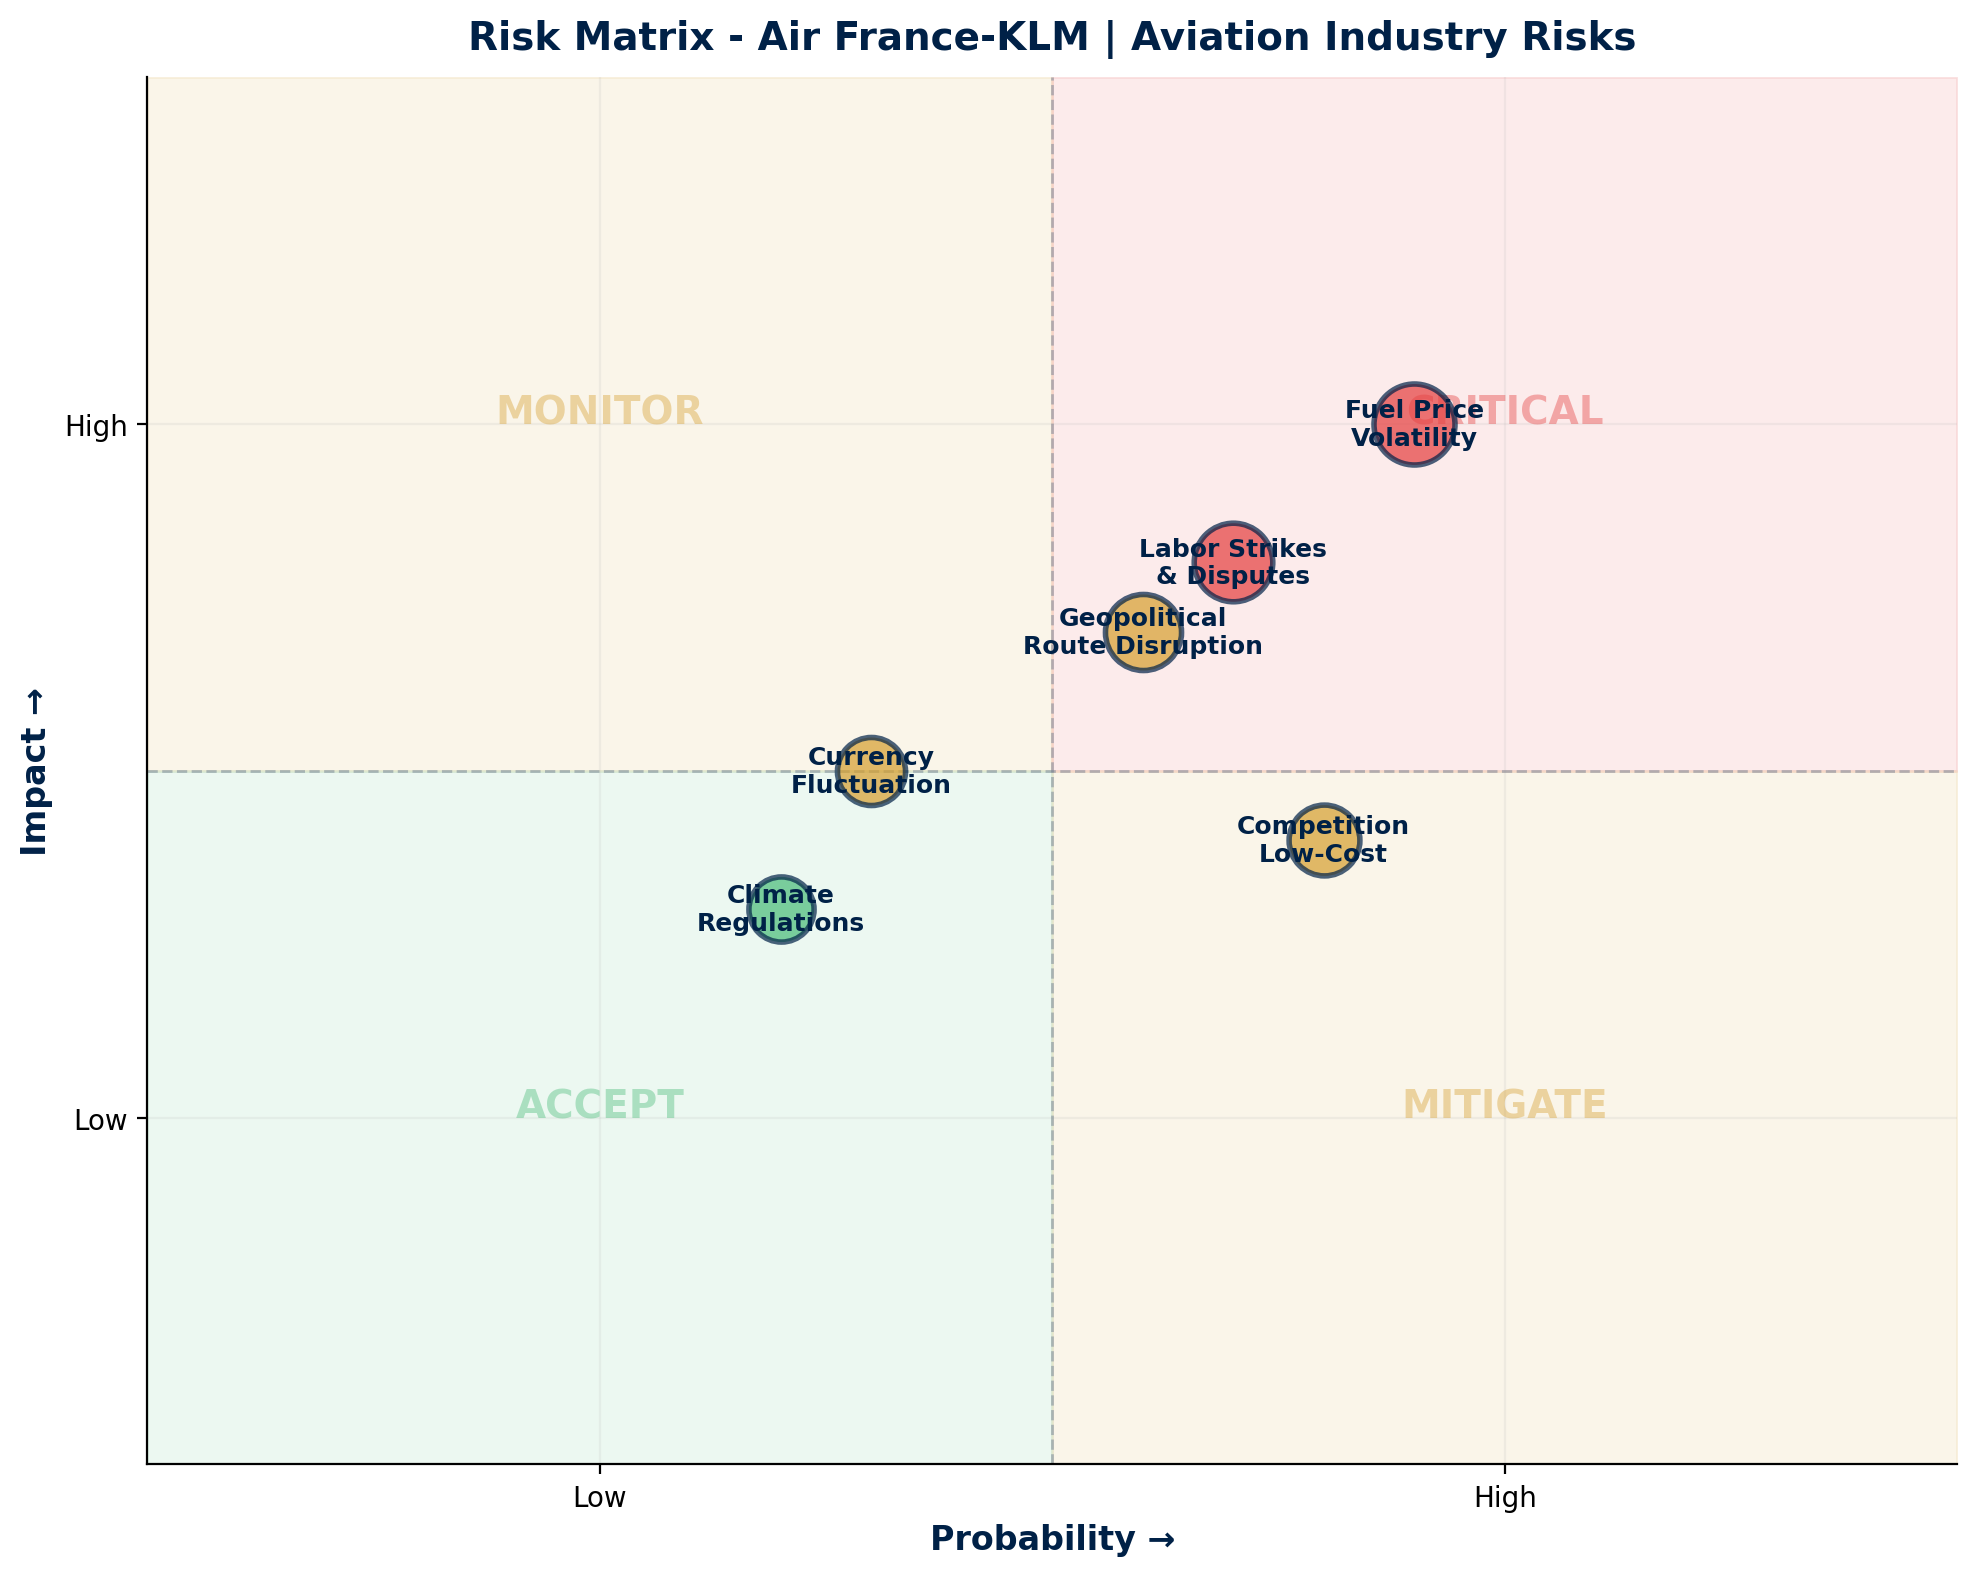 Risk Matrix - Air France-KLM | Aviation Industry Risks
MONITOR
CRITICAL
Fuel Price
Volatility
High
Labor Strikes
& Disputes
Geopolitical
Route Disruption
Impact →
Currency
Fluctuation
Competition
Low-Cost
Climate
Regulations
ACCEPT
MITIGATE
Low
Low
High
Probability →